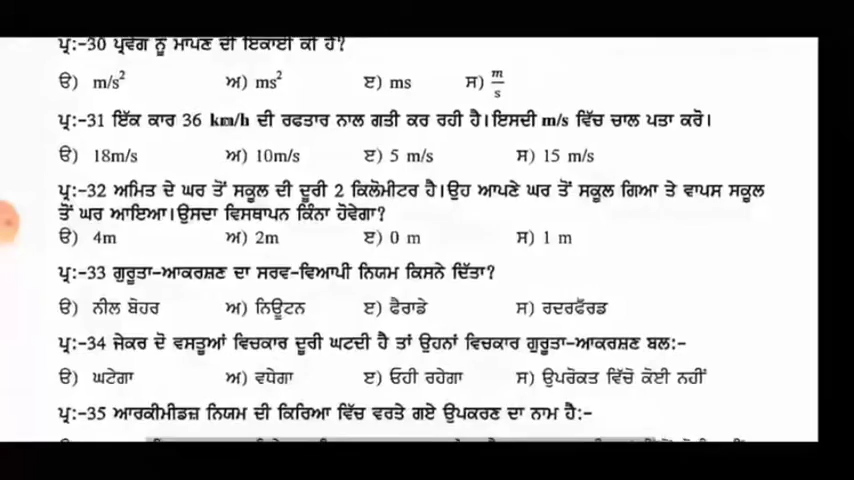 ਪ੍ਰ:-30 ਪ੍ਰਵੇਗ ਨੂੰ ਮਾਪਣ ਦੀ ਇਕਾਈ ਕੀ ਹੈ?
ੳ) m/s² ਅ) ms² ੲ) ms ਸ) m/s
ਪ੍ਰ:-31 ਇੱਕ ਕਾਰ 36 km/h ਦੀ ਰਫਤਾਰ ਨਾਲ ਗਤੀ ਕਰ ਰਹੀ ਹੈ।ਇਸਦੀ m/s ਵਿੱਚ ਚਾਲ ਪਤਾ ਕਰੋ।
ੳ) 18m/s ਅ) 10m/s ੲ) 5 m/s ਸ) 15 m/s
ਪ੍ਰ:-32 ਅਮਿਤ ਦੇ ਘਰ ਤੋਂ ਸਕੂਲ ਦੀ ਦੂਰੀ 2 ਕਿਲੋਮੀਟਰ ਹੈ।ਉਹ ਆਪਣੇ ਘਰ ਤੋਂ ਸਕੂਲ ਗਿਆ ਤੇ ਵਾਪਸ ਸਕੂਲ
ਤੋਂ ਘਰ ਆਇਆ।ਉਸਦਾ ਵਿਸਥਾਪਨ ਕਿੰਨਾ ਹੋਵੇਗਾ?
ੳ) 4m ਅ) 2m ੲ) 0 m ਸ) 1 m
ਪ੍ਰ:-33 ਗੁਰੂਤਾ-ਆਕਰਸ਼ਣ ਦਾ ਸਰਵ-ਵਿਆਪੀ ਨਿਯਮ ਕਿਸਨੇ ਦਿੱਤਾ?
ੳ) ਨੀਲ ਬੋਹਰ ਅ) ਨਿਊਟਨ ੲ) ਫੈਰਾਡੇ ਸ) ਰਦਰਫੌਰਡ
ਪ੍ਰ:-34 ਜੇਕਰ ਦੋ ਵਸਤੂਆਂ ਵਿਚਕਾਰ ਦੂਰੀ ਘਟਦੀ ਹੈ ਤਾਂ ਉਹਨਾਂ ਵਿਚਕਾਰ ਗੁਰੂਤਾ-ਆਕਰਸ਼ਣ ਬਲ:-
ੳ) ਘਟੇਗਾ ਅ) ਵਧੇਗਾ ੲ) ਓਹੀ ਰਹੇਗਾ ਸ) ਉਪਰੋਕਤ ਵਿੱਚੋ ਕੋਈ ਨਹੀਂ
ਪ੍ਰ:-35 ਆਰਕੀਮੀਡਜ਼ ਨਿਯਮ ਦੀ ਕਿਰਿਆ ਵਿੱਚ ਵਰਤੇ ਗਏ ਉਪਕਰਣ ਦਾ ਨਾਮ ਹੈ:-